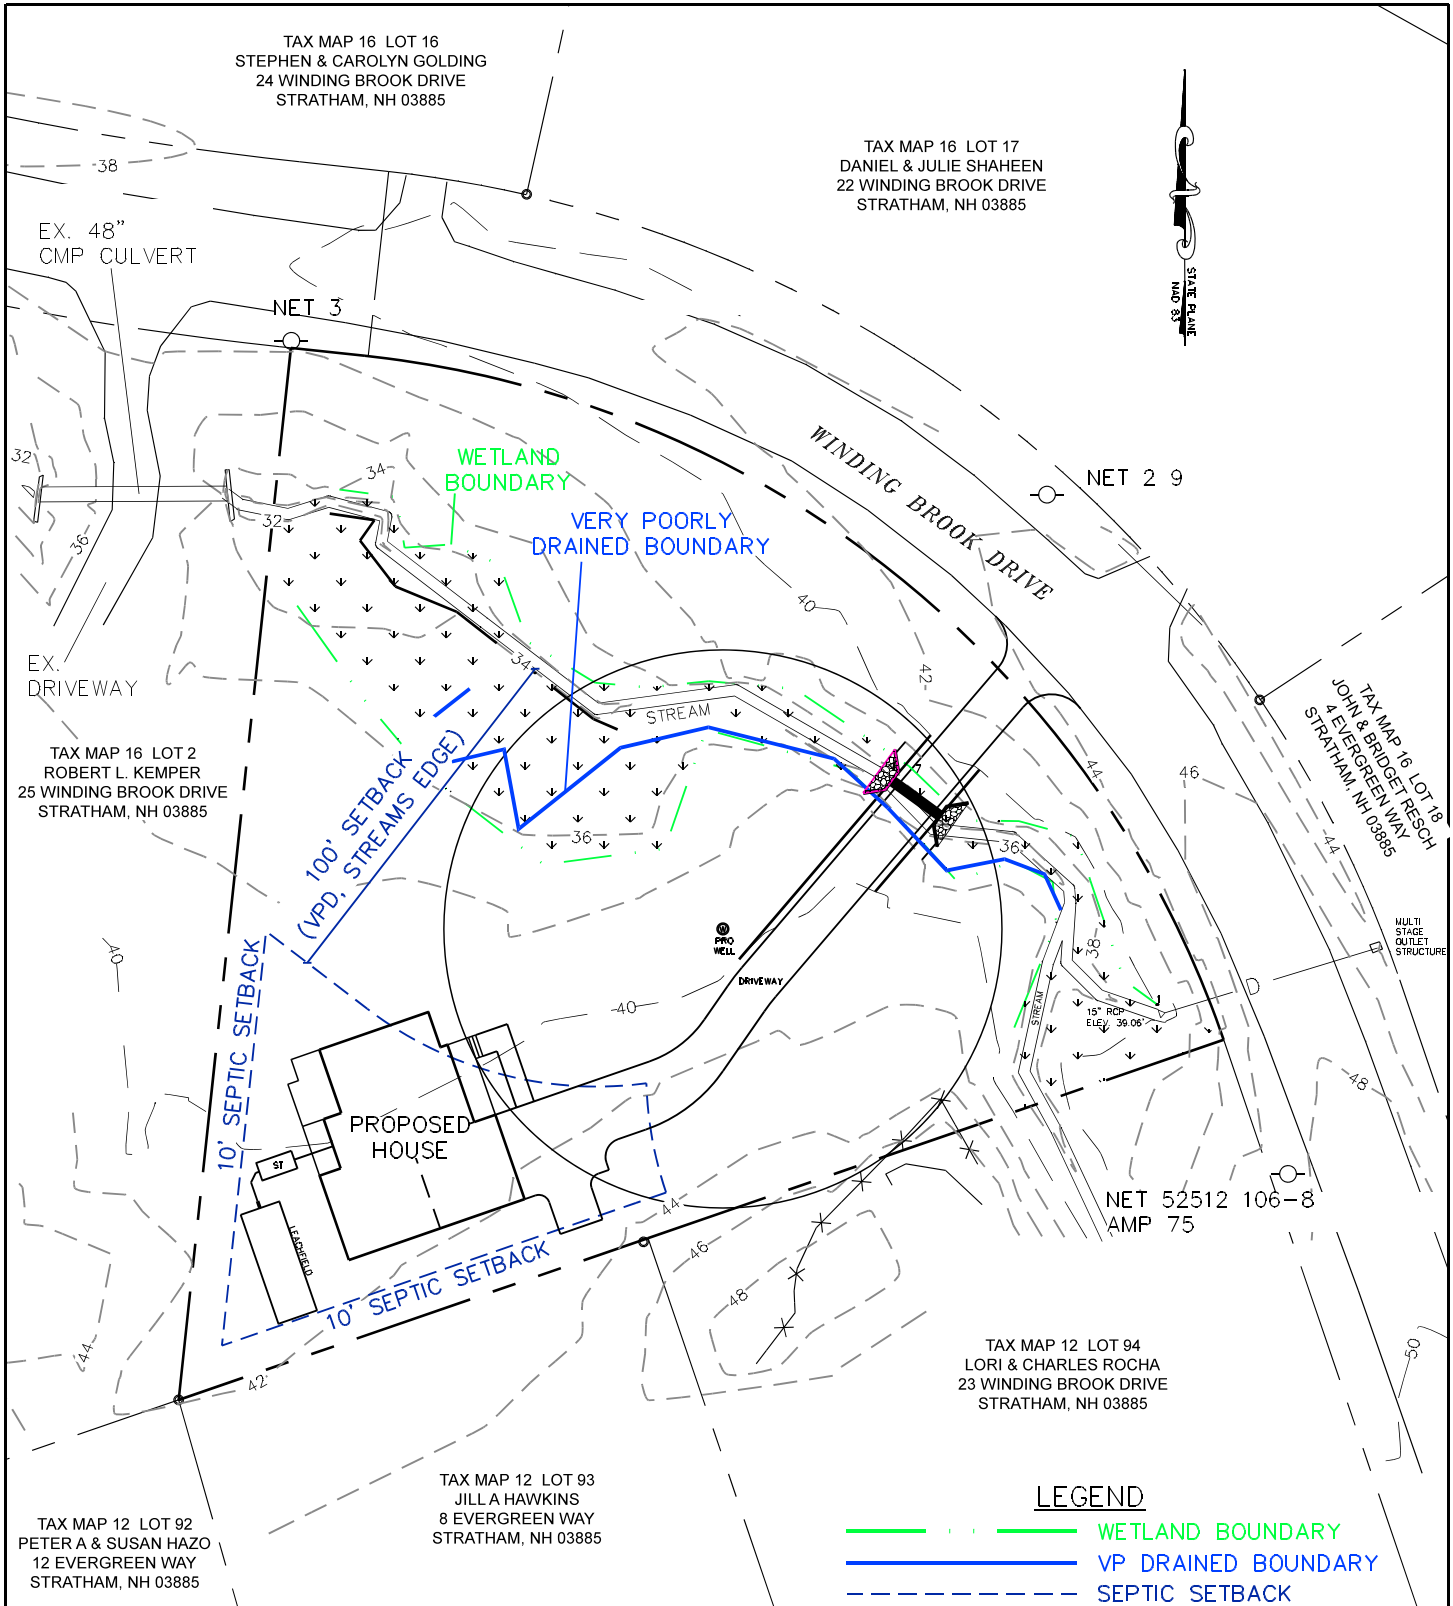 TAX MAP 16 LOT 16
STEPHEN & CAROLYN GOLDING
24 WINDING BROOK DRIVE
STRATHAM, NH 03885
TAX MAP 16 LOT 17
DANIEL & JULIE SHAHEEN
22 WINDING BROOK DRIVE
STRATHAM, NH 03885
38
EX. 48"
CMP CULVERT
STATE PLANE
NAD 83
NET 3
32
34
WETLAND
BOUNDARY
WINDING BROOK DRIVE
NET 2 9
32
36
VERY POORLY
DRAINED BOUNDARY
40
EX.
DRIVEWAY
34
42
STREAM
TAX MAP 16 LOT 18
JOHN & BRIDGET RESCH
4 EVERGREEN WAY
STRATHAM, NH 03885
TAX MAP 16 LOT 2
ROBERT L. KEMPER
25 WINDING BROOK DRIVE
STRATHAM, NH 03885
100' SETBACK
(VPD, STREAMS EDGE)
44
46
44
36
36
MULTI
STAGE
OUTLET
STRUCTURE
W
PRO
WELL
40
38
DRIVEWAY
10' SEPTIC SETBACK
40
STREAM
15" RCP
ELEV. 39.06'
D
48
PROPOSED
HOUSE
ST
LEACHFIELD
44
46
48
NET 52512 106-8
AMP 75
10' SEPTIC SETBACK
44
42
50
TAX MAP 12 LOT 94
LORI & CHARLES ROCHA
23 WINDING BROOK DRIVE
STRATHAM, NH 03885
TAX MAP 12 LOT 93
JILL A HAWKINS
8 EVERGREEN WAY
STRATHAM, NH 03885
TAX MAP 12 LOT 92
PETER A & SUSAN HAZO
12 EVERGREEN WAY
STRATHAM, NH 03885
LEGEND
WETLAND BOUNDARY
VP DRAINED BOUNDARY
SEPTIC SETBACK